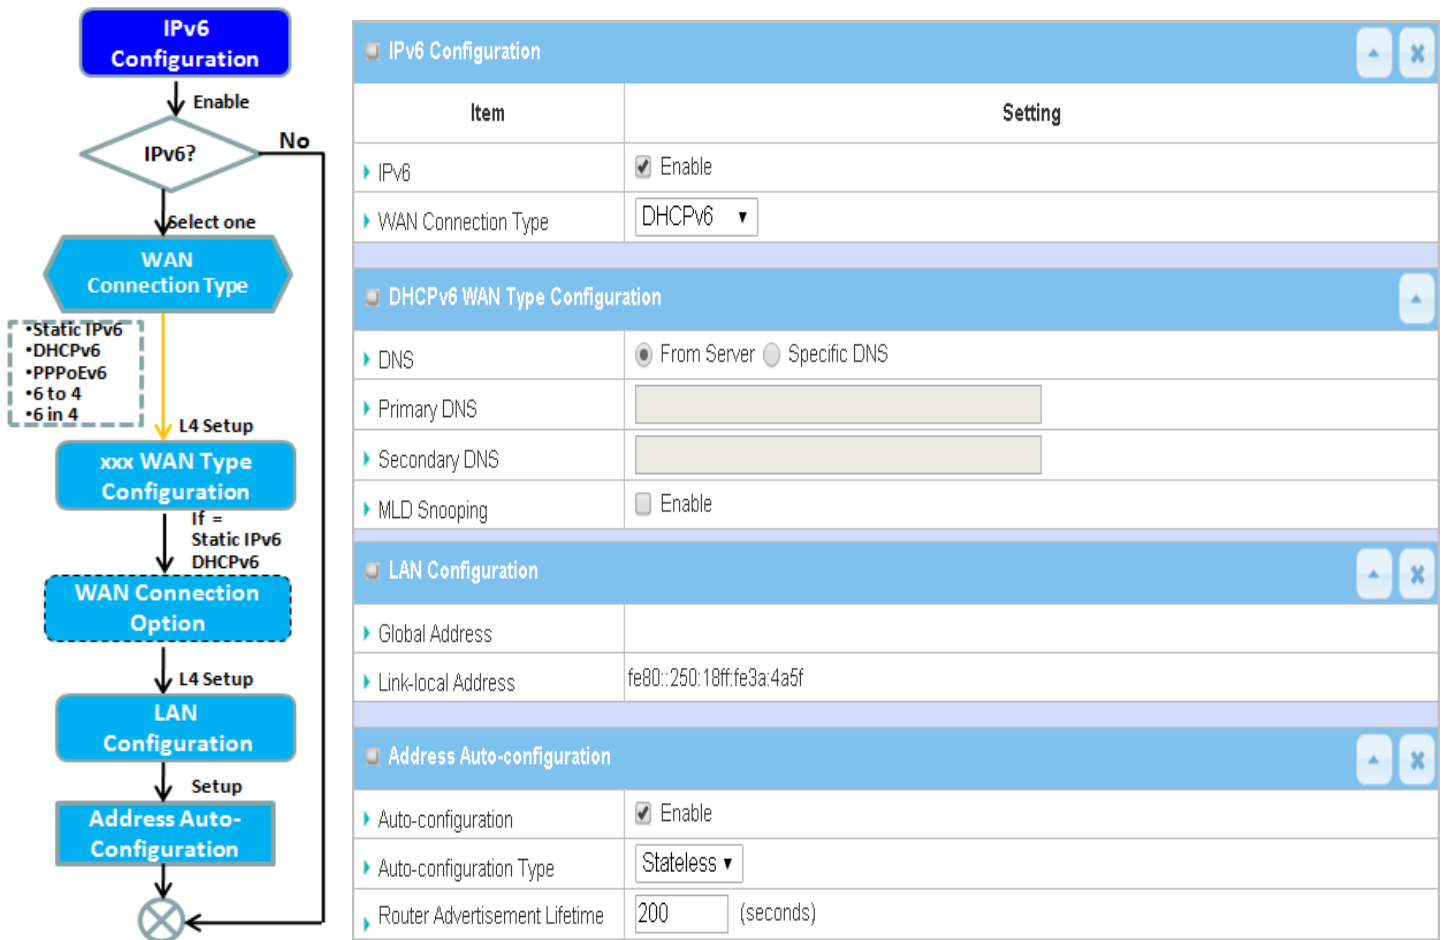 IPv6
Configuration
Enable
IPv6?
No
Select one
WAN
Connection Type
•Static IPv6
•DHCPv6
•PPPoEv6
•6 to 4
•6 in 4
L4 Setup
xxx WAN Type
Configuration
If =
Static IPv6
DHCPv6
WAN Connection
Option
L4 Setup
LAN
Configuration
Setup
Address Auto-
Configuration
IPv6 Configuration
Item Setting
IPv6 Enable
WAN Connection Type DHCPv6
DHCPv6 WAN Type Configuration
DNS From Server Specific DNS
Primary DNS
Secondary DNS
MLD Snooping Enable
LAN Configuration
Global Address
Link-local Address fe80::250:18ff:fe3a:4a5f
Address Auto-configuration
Auto-configuration Enable
Auto-configuration Type Stateless
Router Advertisement Lifetime 200 (seconds)